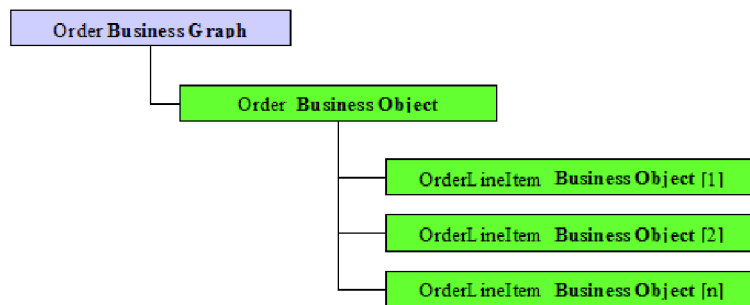 Order Business Graph
Order Business Object
OrderLineItem Business Object [1]
OrderLineItem Business Object [2]
OrderLineItem Business Object [n]